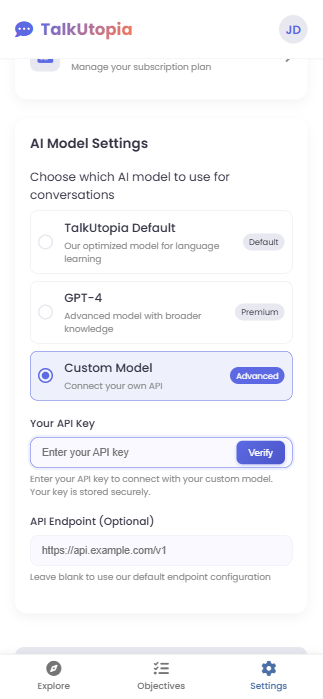 TalkUtopia
JD
Manage your subscription plan
AI Model Settings
Choose which AI model to use for
conversations
TalkUtopia Default
Our optimized model for language
learning
Default
GPT-4
Advanced model with broader
knowledge
Premium
Custom Model
Connect your own API
Advanced
Your API Key
Enter your API key
Verify
Enter your API key to connect with your custom model.
Your key is stored securely.
API Endpoint (Optional)
https://api.example.com/v1
Leave blank to use our default endpoint configuration
Explore
Objectives
Settings